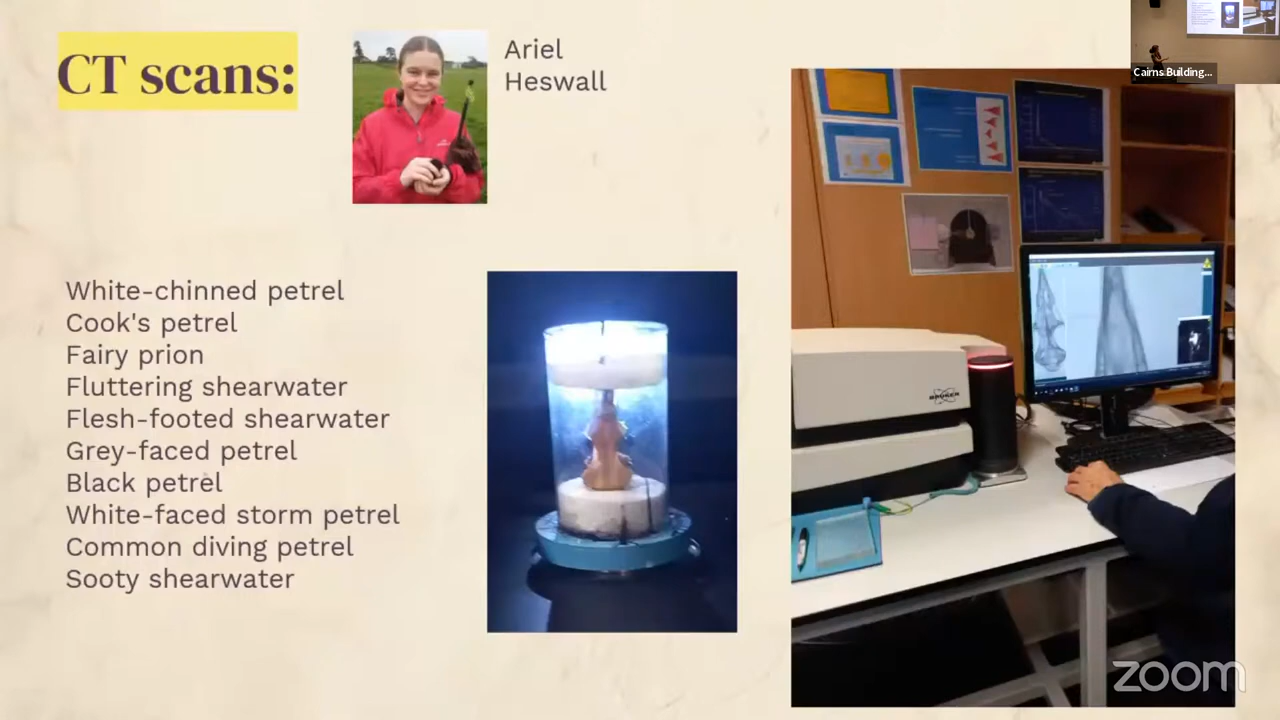 CT scans:
Ariel
Heswall
Cairns Building...
White-chinned petrel
Cook's petrel
Fairy prion
Fluttering shearwater
Flesh-footed shearwater
Grey-faced petrel
Black petrel
White-faced storm petrel
Common diving petrel
Sooty shearwater
BRUKER
zoom